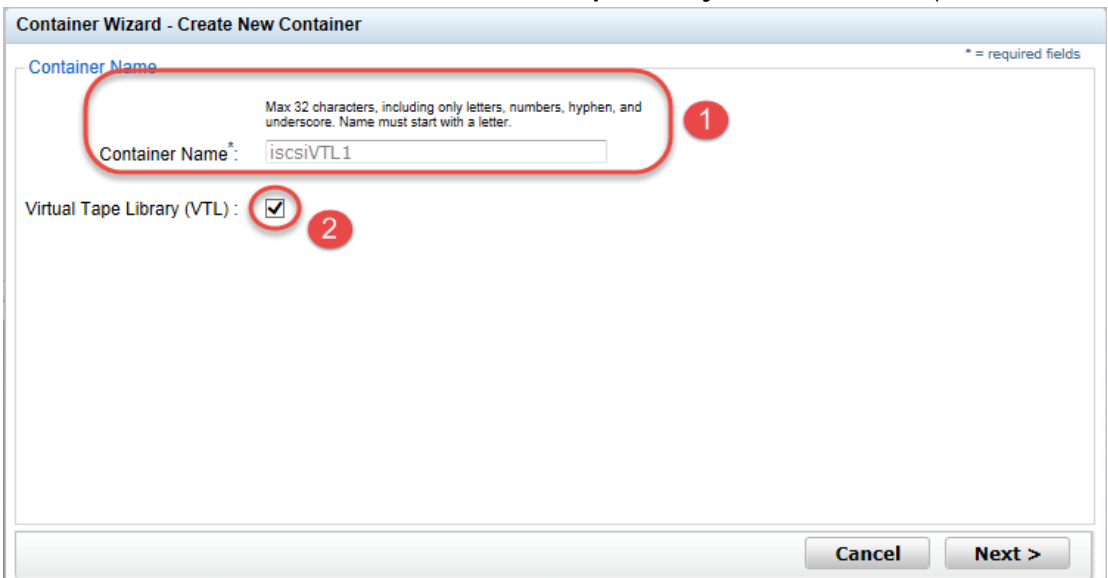 Container Wizard - Create New Container
* = required fields
Container Name
Max 32 characters, including only letters, numbers, hyphen, and
underscore. Name must start with a letter.
Container Name*: iscsiVTL1
1
Virtual Tape Library (VTL) :
2
Cancel Next >